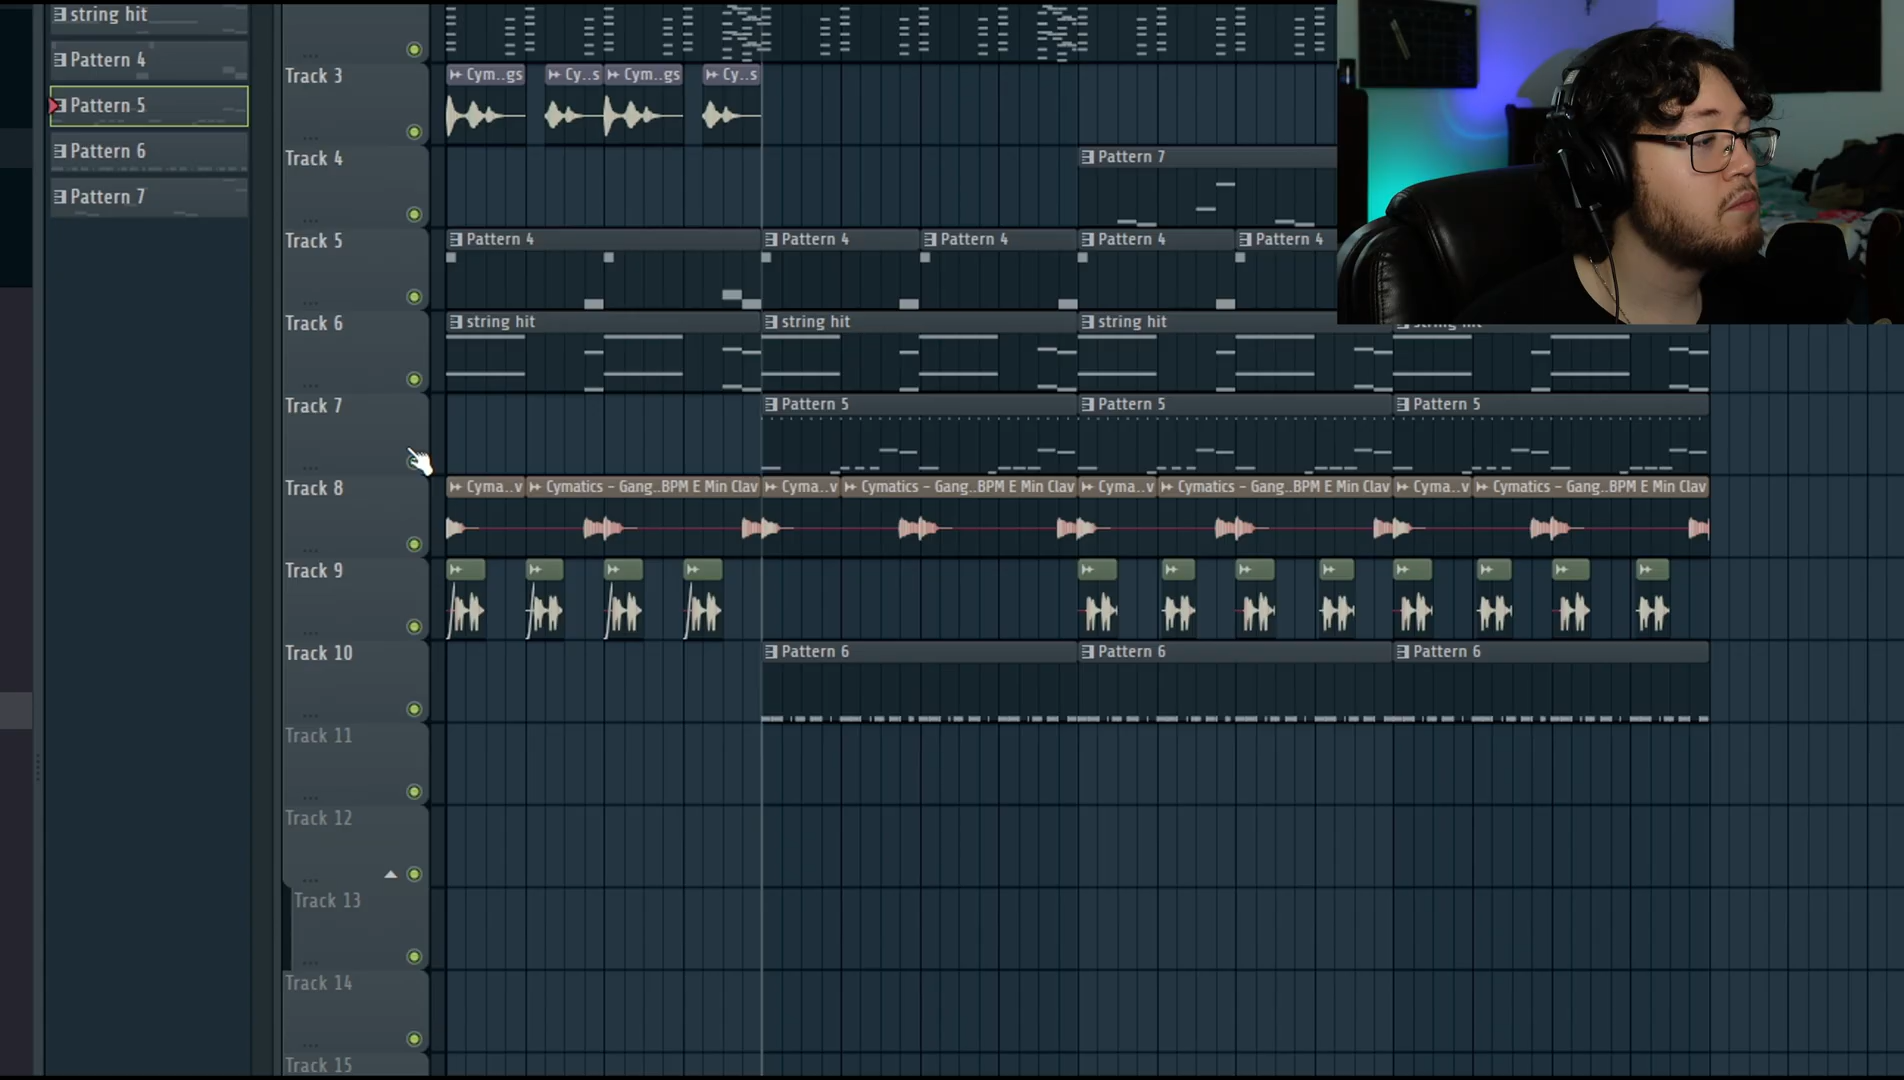 string hit
Pattern 4
Pattern 5
Pattern 6
Pattern 7
Track 3
Cym..gs
Cy..s
Cym..gs
Cy..s
Track 4
Pattern 7
Track 5
Pattern 4
Pattern 4
Pattern 4
Pattern 4
Pattern 4
Track 6
string hit
string hit
string hit
string hit
Track 7
Pattern 5
Pattern 5
Pattern 5
Track 8
Cyma..v
Cymatics - Gang..BPM E Min Clav
Cyma..v
Cymatics - Gang..BPM E Min Clav
Cyma..v
Cymatics - Gang..BPM E Min Clav
Cyma..v
Cymatics - Gang..BPM E Min Clav
Track 9
Track 10
Pattern 6
Pattern 6
Pattern 6
Track 11
Track 12
Track 13
Track 14
Track 15